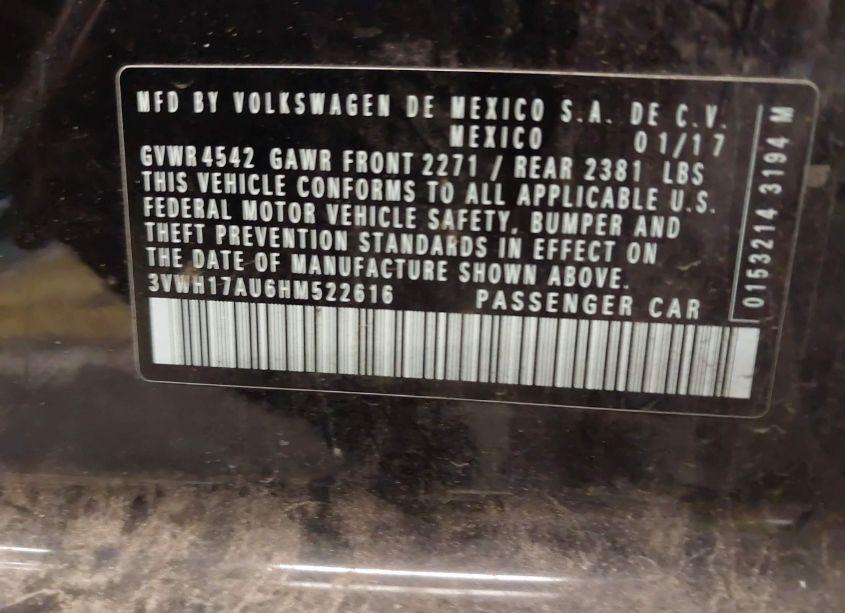 MFD BY VOLKSWAGEN DE MEXICO S.A. DE C.V.
MEXICO 01/17
GVWR 4542 GAWR FRONT 2271 / REAR 2381 LBS
THIS VEHICLE CONFORMS TO ALL APPLICABLE U.S.
FEDERAL MOTOR VEHICLE SAFETY, BUMPER AND
THEFT PREVENTION STANDARDS IN EFFECT ON
THE DATE OF MANUFACTURE SHOWN ABOVE.
3VWH17AU6HM522616 PASSENGER CAR
0153214 3194 M